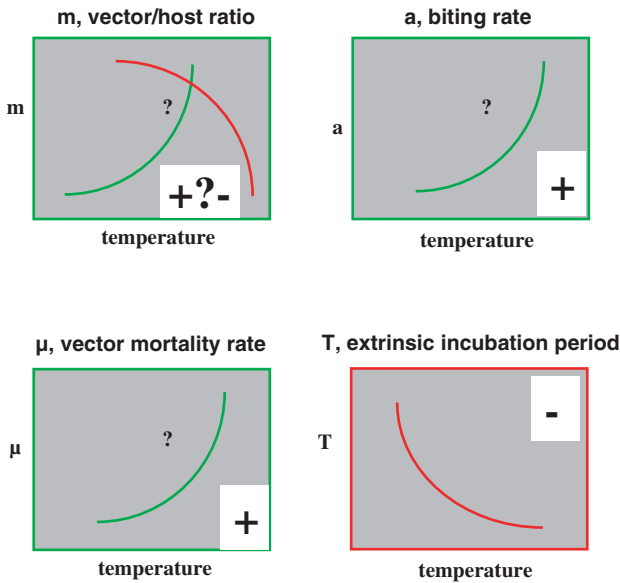 m, vector/host ratio
m
?
+?-
temperature
a, biting rate
a
?
+
temperature
µ, vector mortality rate
µ
?
+
temperature
T, extrinsic incubation period
T
-
temperature